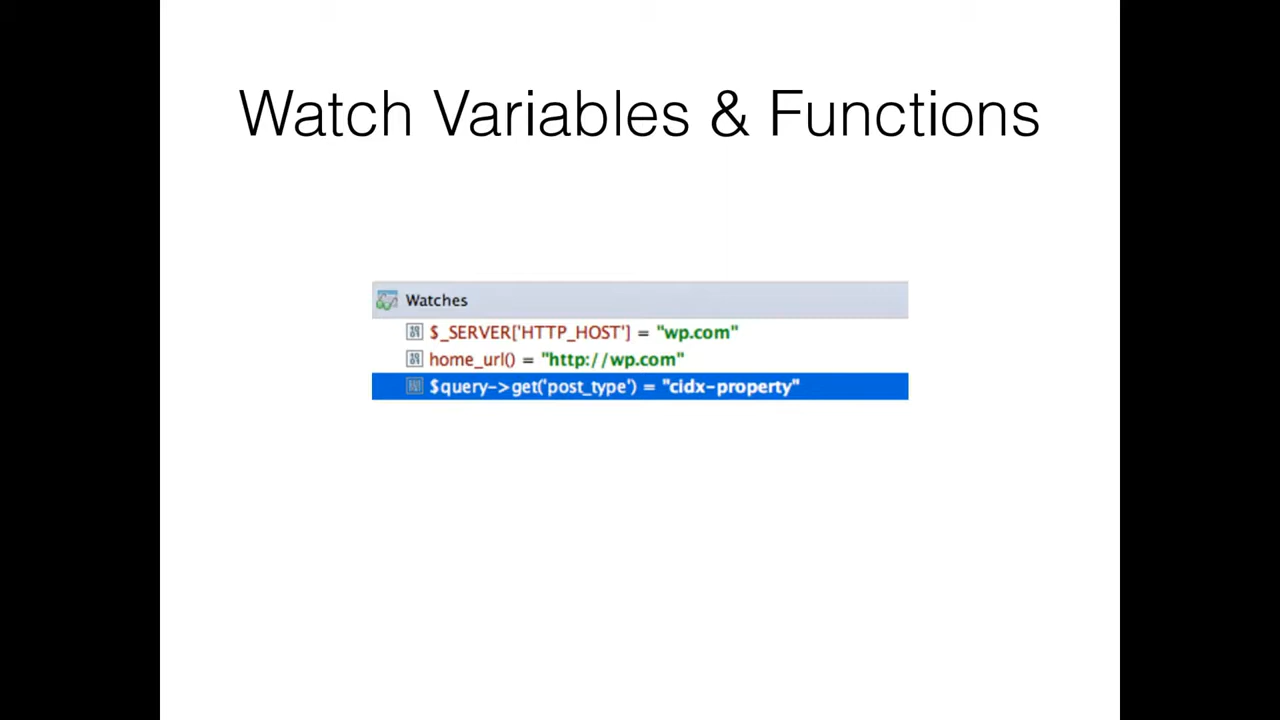 Watch Variables & Functions
Watches
$_SERVER['HTTP_HOST'] = "wp.com"
home_url() = "http://wp.com"
$query->get('post_type') = "cidx-property"